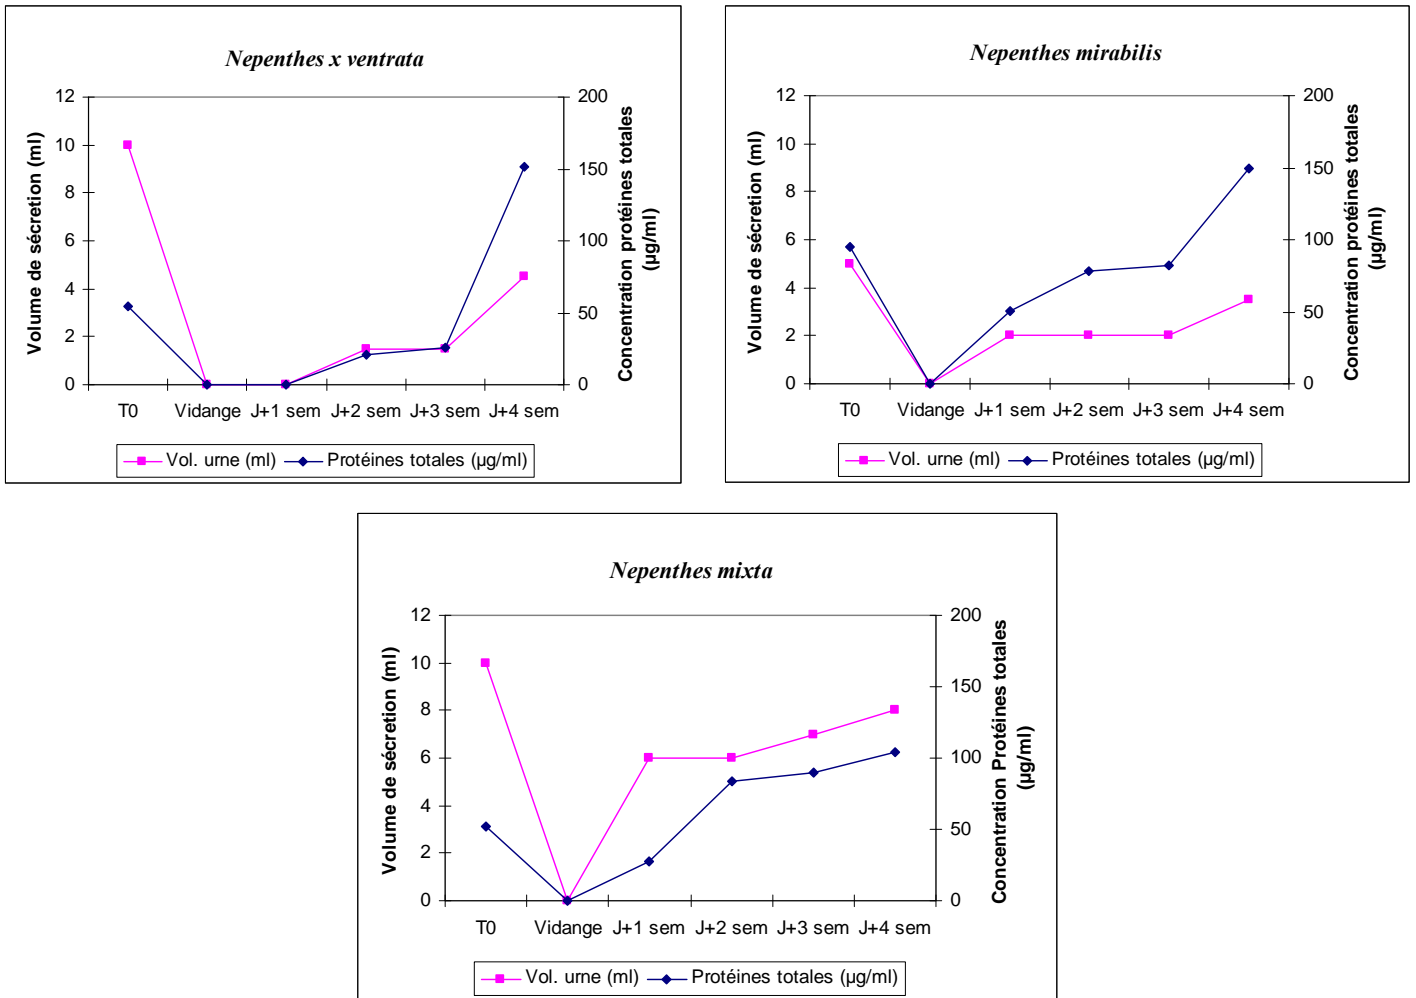 Nepenthes x ventrata
Volume de sécretion (ml)
12
10
8
6
4
2
0
200
150
100
50
0
Concentration protéines totales
(µg/ml)
T0 Vidange J+1 sem J+2 sem J+3 sem J+4 sem
Vol. urne (ml) Protéines totales (µg/ml)
Nepenthes mirabilis
Volume de sécretion (ml)
12
10
8
6
4
2
0
200
150
100
50
0
Concentration protéines totales
(µg/ml)
T0 Vidange J+1 sem J+2 sem J+3 sem J+4 sem
Vol. urne (ml) Protéines totales (µg/ml)
Nepenthes mixta
Volume de sécretion (ml)
12
10
8
6
4
2
0
200
150
100
50
0
Concentration Protéines totales
(µg/ml)
T0 Vidange J+1 sem J+2 sem J+3 sem J+4 sem
Vol. urne (ml) Protéines totales (µg/ml)